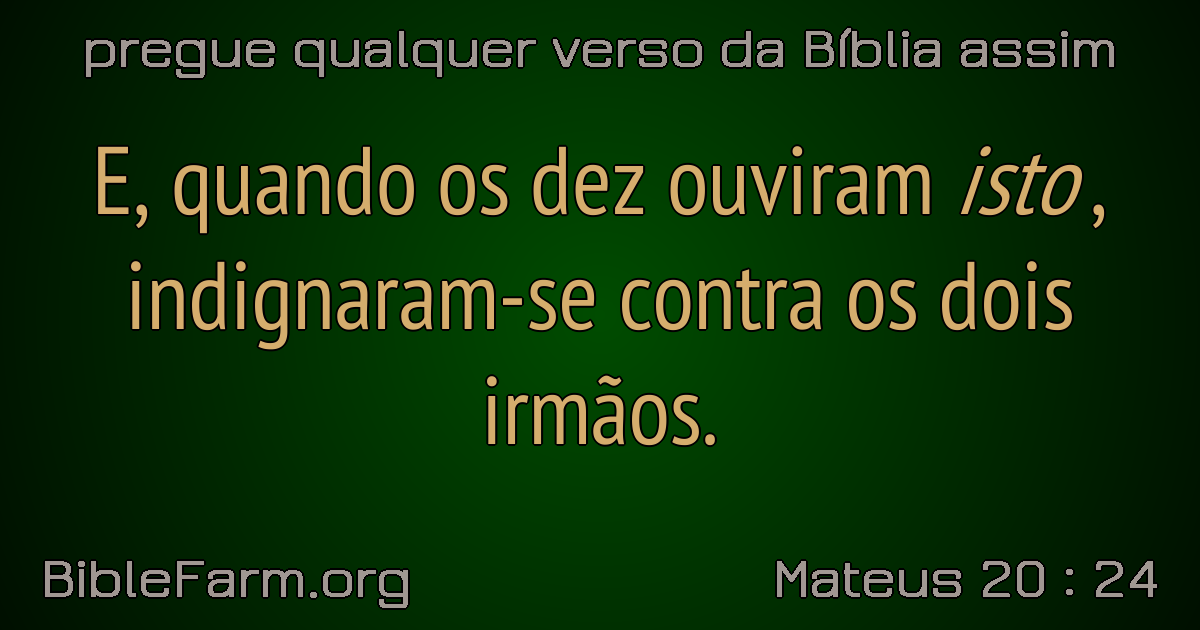 pregue qualquer verso da Bíblia assim
E, quando os dez ouviram isto,
indignaram-se contra os dois
irmãos.
BibleFarm.org
Mateus 20 : 24